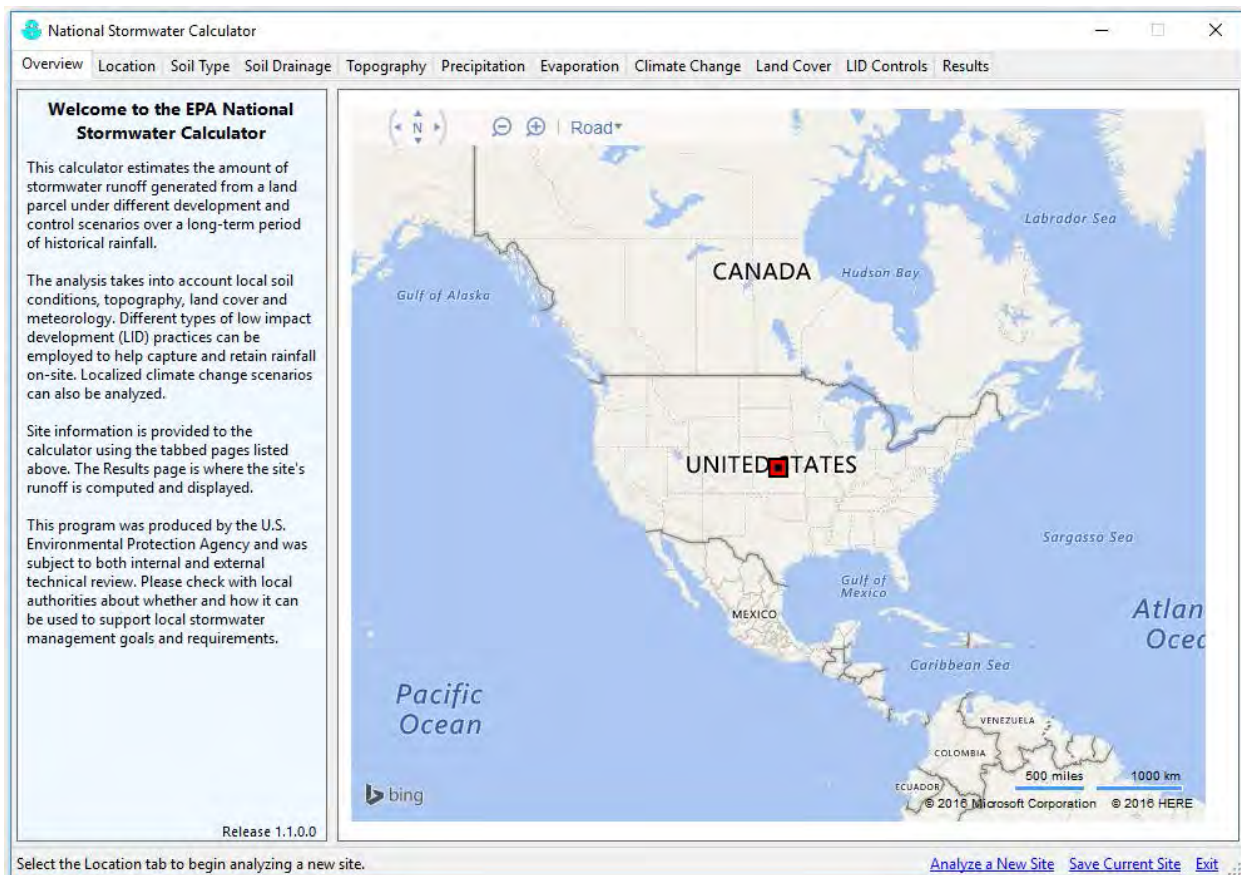 National Stormwater Calculator
Overview Location Soil Type Soil Drainage Topography Precipitation Evaporation Climate Change Land Cover LID Controls Results
Welcome to the EPA National
Stormwater Calculator
This calculator estimates the amount of
stormwater runoff generated from a land
parcel under different development and
control scenarios over a long-term period
of historical rainfall.
The analysis takes into account local soil
conditions, topography, land cover and
meteorology. Different types of low impact
development (LID) practices can be
employed to help capture and retain rainfall
on-site. Localized climate change scenarios
can also be analyzed.
Site information is provided to the
calculator using the tabbed pages listed
above. The Results page is where the site's
runoff is computed and displayed.
This program was produced by the U.S.
Environmental Protection Agency and was
subject to both internal and external
technical review. Please check with local
authorities about whether and how it can
be used to support local stormwater
management goals and requirements.
Release 1.1.0.0
N
Road
Labrador Sea
CANADA
Hudson Bay
Gulf of Alaska
UNITED STATES
Sargasso Sea
Gulf of
Mexico
MEXICO
Atlan
Ocea
Caribbean Sea
Pacific
Ocean
VENEZUELA
COLOMBIA
ECUADOR
500 miles 1000 km
bing
© 2016 Microsoft Corporation © 2016 HERE
Select the Location tab to begin analyzing a new site.
Analyze a New Site Save Current Site Exit